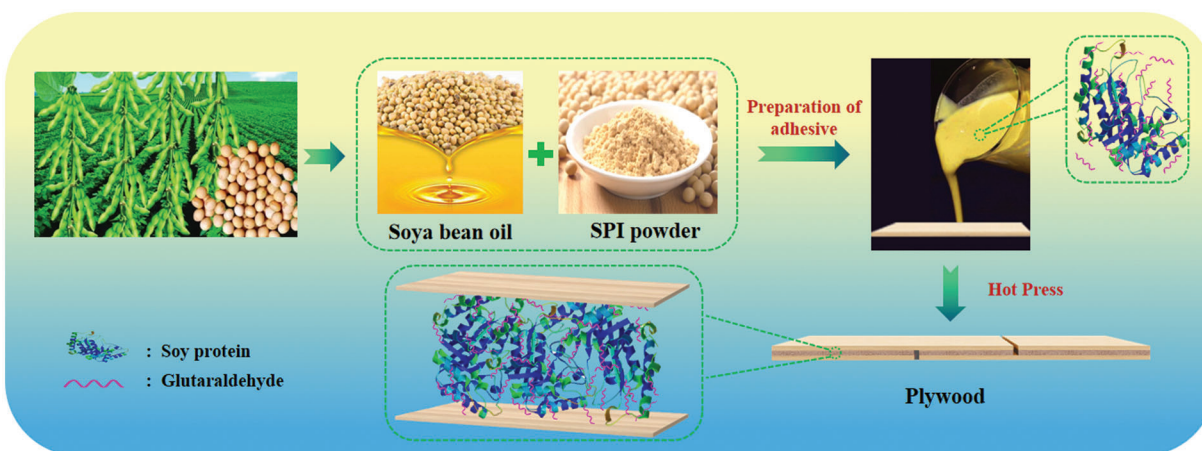 Preparation of
adhesive
Soya bean oil
SPI powder
Hot Press
: Soy protein
: Glutaraldehyde
Plywood